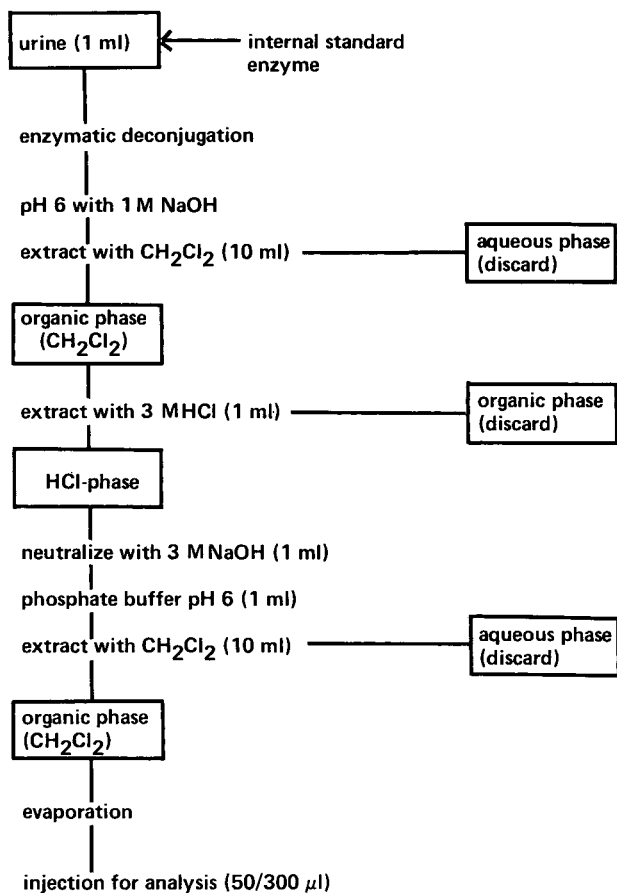 urine (1 ml)
internal standard
enzyme
enzymatic deconjugation
pH 6 with 1 M NaOH
extract with CH2Cl2 (10 ml)
aqueous phase
(discard)
organic phase
(CH2Cl2)
extract with 3 MHCl (1 ml)
organic phase
(discard)
HCl-phase
neutralize with 3 MNaOH (1 ml)
phosphate buffer pH 6 (1 ml)
extract with CH2Cl2 (10 ml)
aqueous phase
(discard)
organic phase
(CH2Cl2)
evaporation
injection for analysis (50/300 µl)